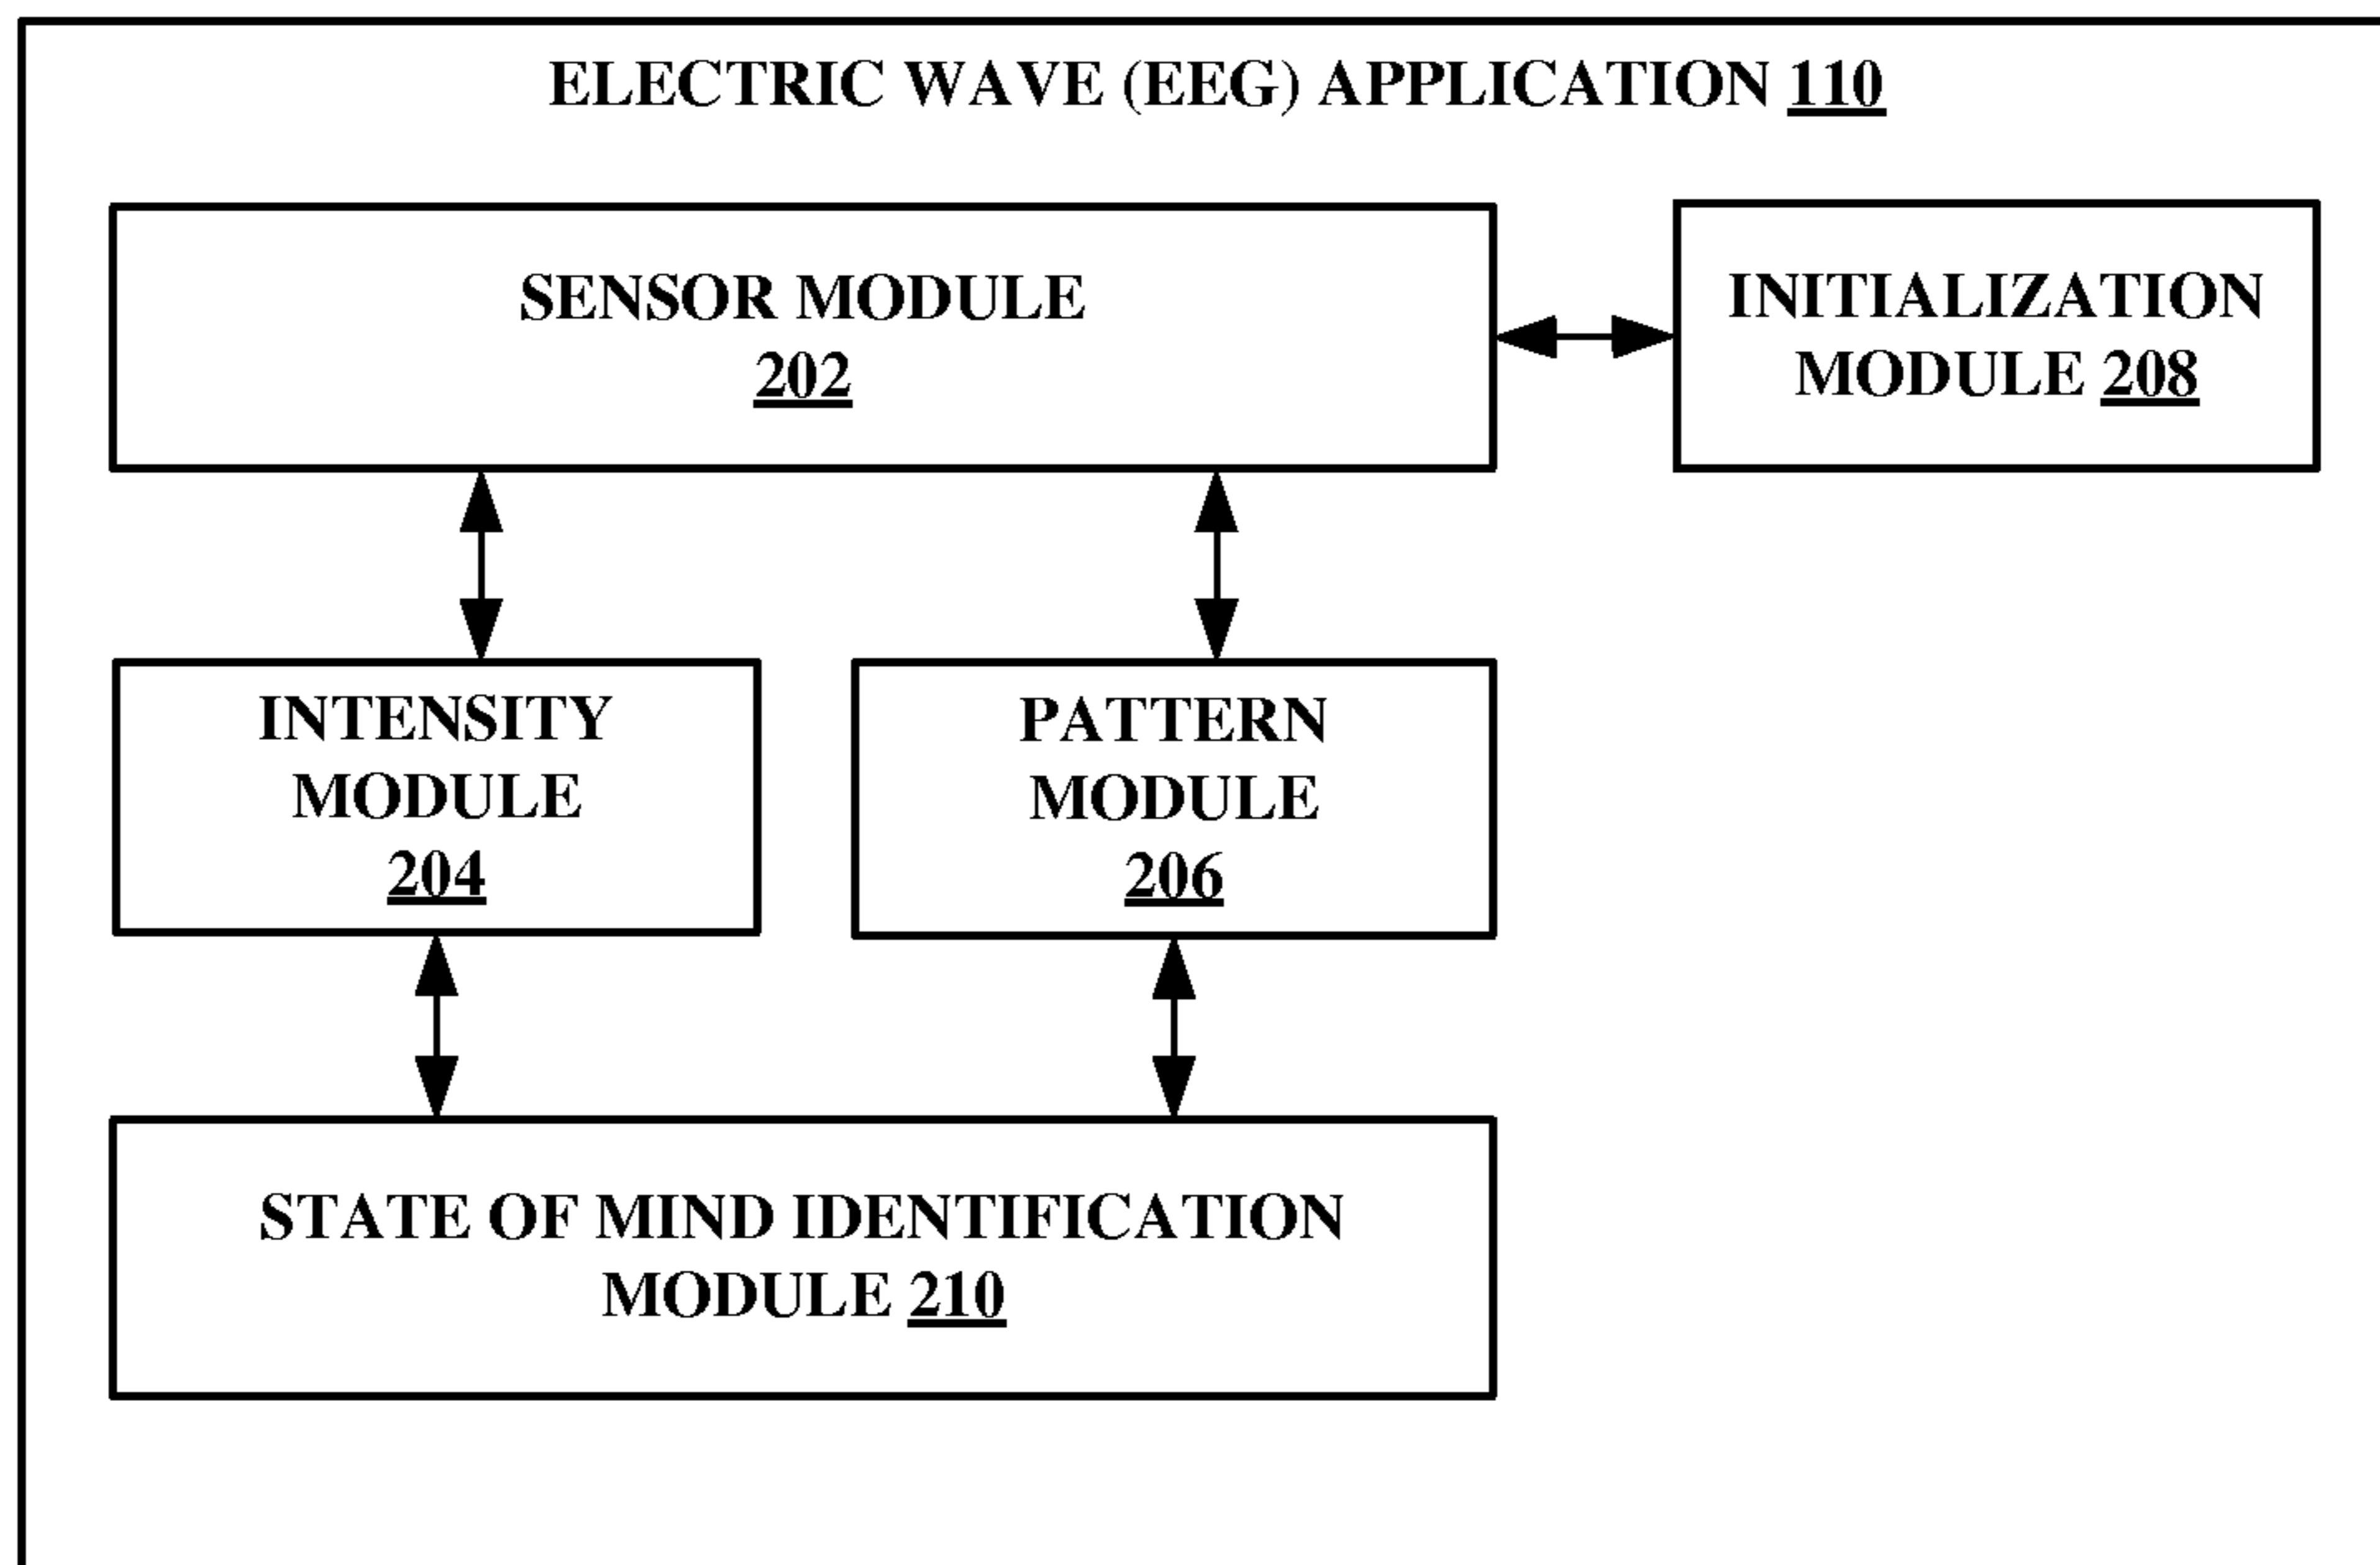 ELECTRIC WAVE (EEG) APPLICATION 110
SENSOR MODULE
202
INITIALIZATION
MODULE 208
INTENSITY
MODULE
204
PATTERN
MODULE
206
STATE OF MIND IDENTIFICATION
MODULE 210